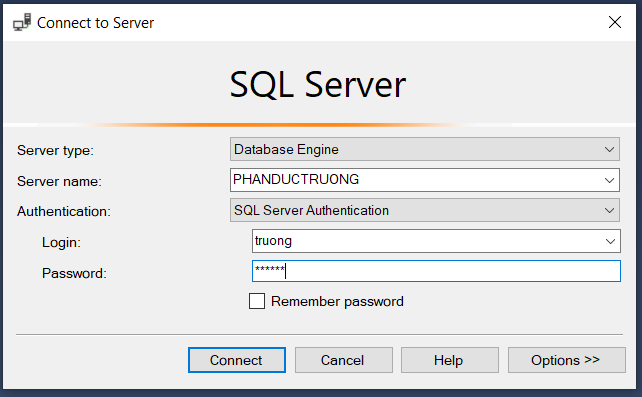 Connect to Server
SQL Server
Server type: Database Engine
Server name: PHANDUCTRUONG
Authentication: SQL Server Authentication
Login: truong
Password: ******
Remember password
Connect Cancel Help Options >>